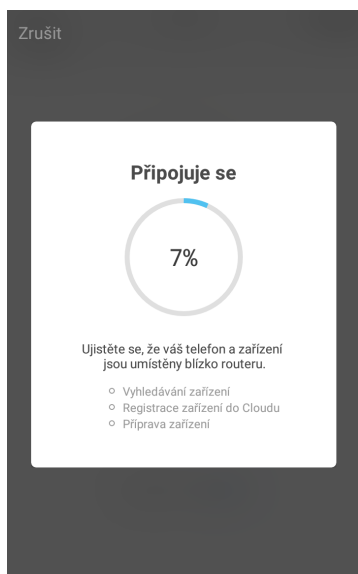 Zrušit
Připojuje se
7%
Ujistěte se, že váš telefon a zařízení
jsou umístěny blízko routeru.
Vyhledávání zařízení
Registrace zařízení do Cloudu
Příprava zařízení